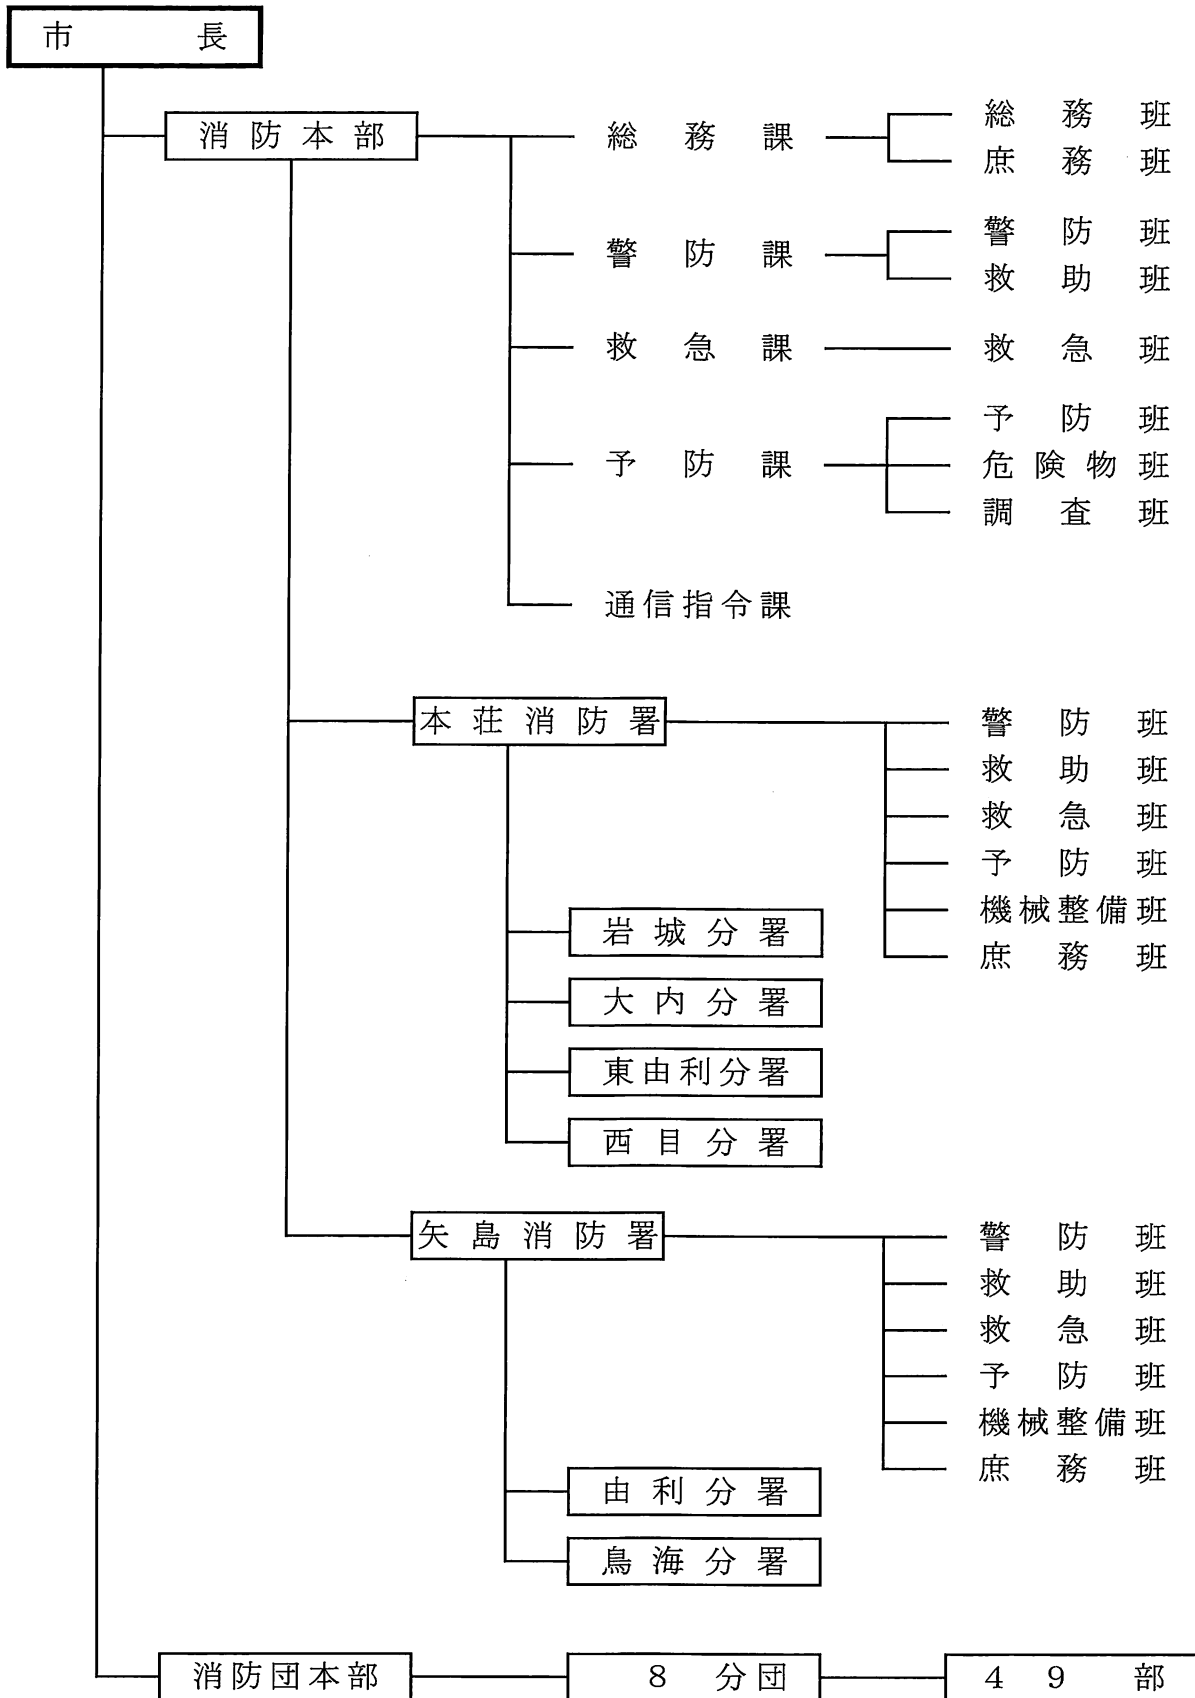 市長
消防本部
総務課
総務班
庶務班
警防課
警防班
救助班
救急課
救急班
予防課
予防班
危険物班
調査班
通信指令課
本荘消防署
警防班
救助班
救急班
予防班
機械整備班
庶務班
岩城分署
大内分署
東由利分署
西目分署
矢島消防署
警防班
救助班
救急班
予防班
機械整備班
庶務班
由利分署
鳥海分署
消防団本部
8分団
49部